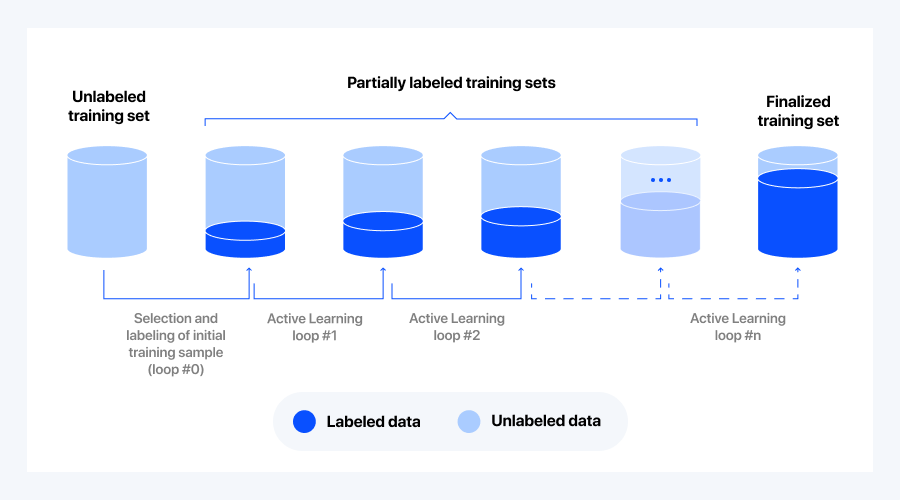 Unlabeled
training set
Partially labeled training sets
Finalized
training set
Selection and
labeling of initial
training sample
(loop #0)
Active Learning
loop #1
Active Learning
loop #2
Active Learning
loop #n
Labeled data
Unlabeled data